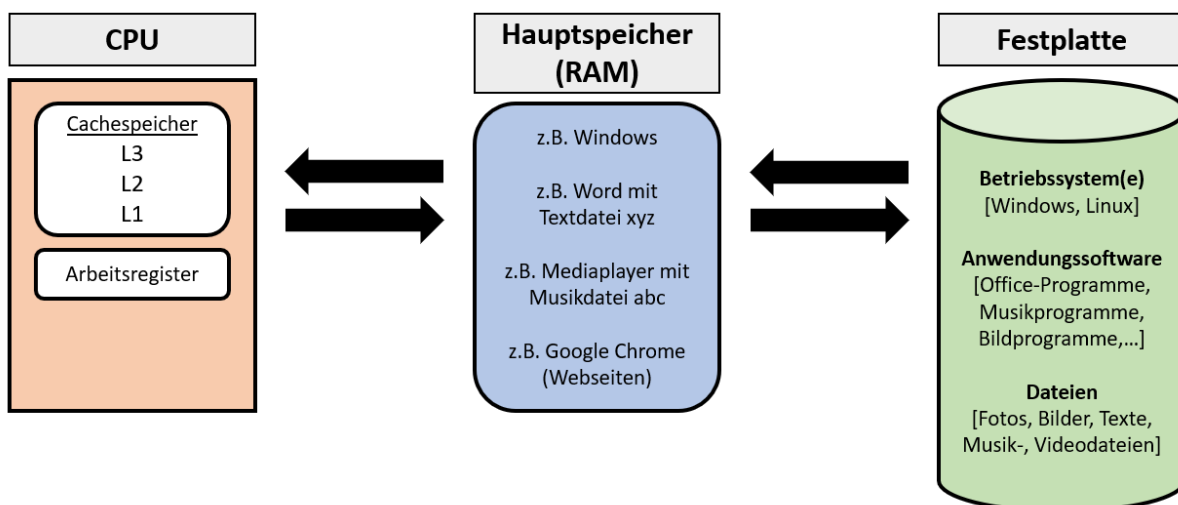 CPU
Cachespeicher
L3
L2
L1
Arbeitsregister
Hauptspeicher
(RAM)
z.B. Windows
z.B. Word mit
Textdatei xyz
z.B. Mediaplayer mit
Musikdatei abc
z.B. Google Chrome
(Webseiten)
Festplatte
Betriebssystem(e)
[Windows, Linux]
Anwendungssoftware
[Office-Programme,
Musikprogramme,
Bildprogramme,...]
Dateien
[Fotos, Bilder, Texte,
Musik-, Videodateien]